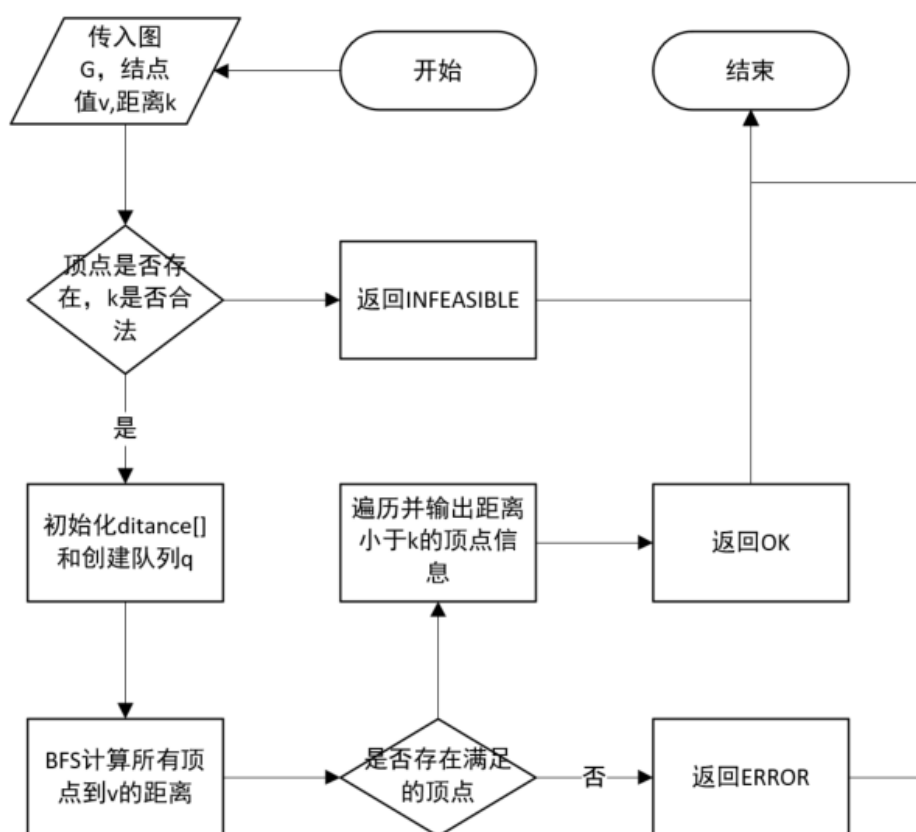 传入图
G，结点
值v,距离k
开始
结束
顶点是否存
在，k是否合
法
返回INFEASIBLE
是
初始化ditance[]
和创建队列q
遍历并输出距离
小于k的顶点信
息
返回OK
BFS计算所有顶
点到v的距离
是否存在满足
的顶点
否
返回ERROR